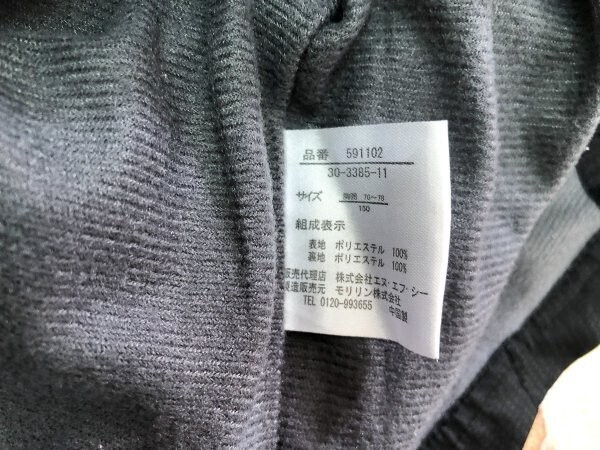 品番 591102
30-3385-11
サイズ 胸囲 70~76
150
組成表示
表地 ポリエステル 100%
裏地 ポリエステル 100%
販売代理店 株式会社エヌ・エフ・シー
製造販売元 モリリン株式会社
TEL 0120-993655 中国製